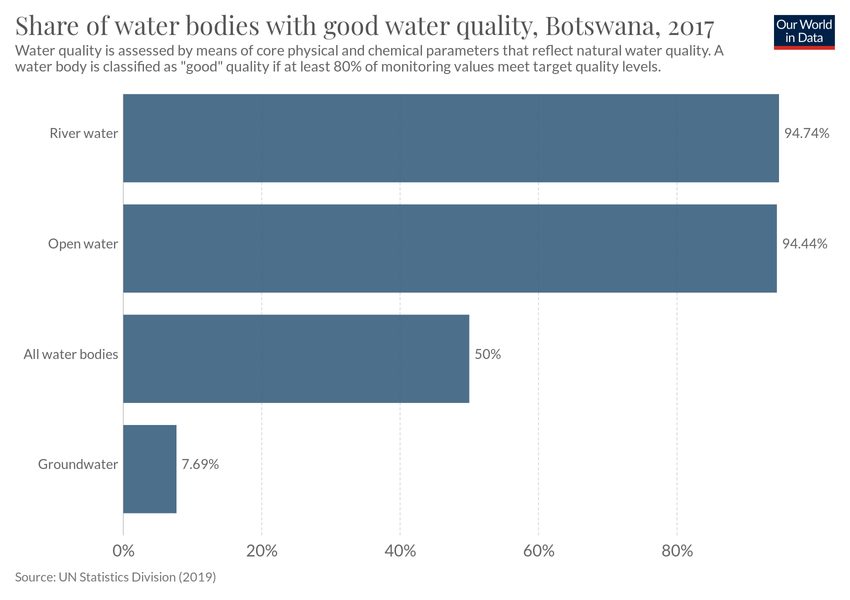 Share of water bodies with good water quality, Botswana, 2017
Our World
in Data
Water quality is assessed by means of core physical and chemical parameters that reflect natural water quality. A
water body is classified as "good" quality if at least 80% of monitoring values meet target quality levels.
River water
94.74%
Open water
94.44%
All water bodies
50%
Groundwater
7.69%
0%
20%
40%
60%
80%
Source: UN Statistics Division (2019)